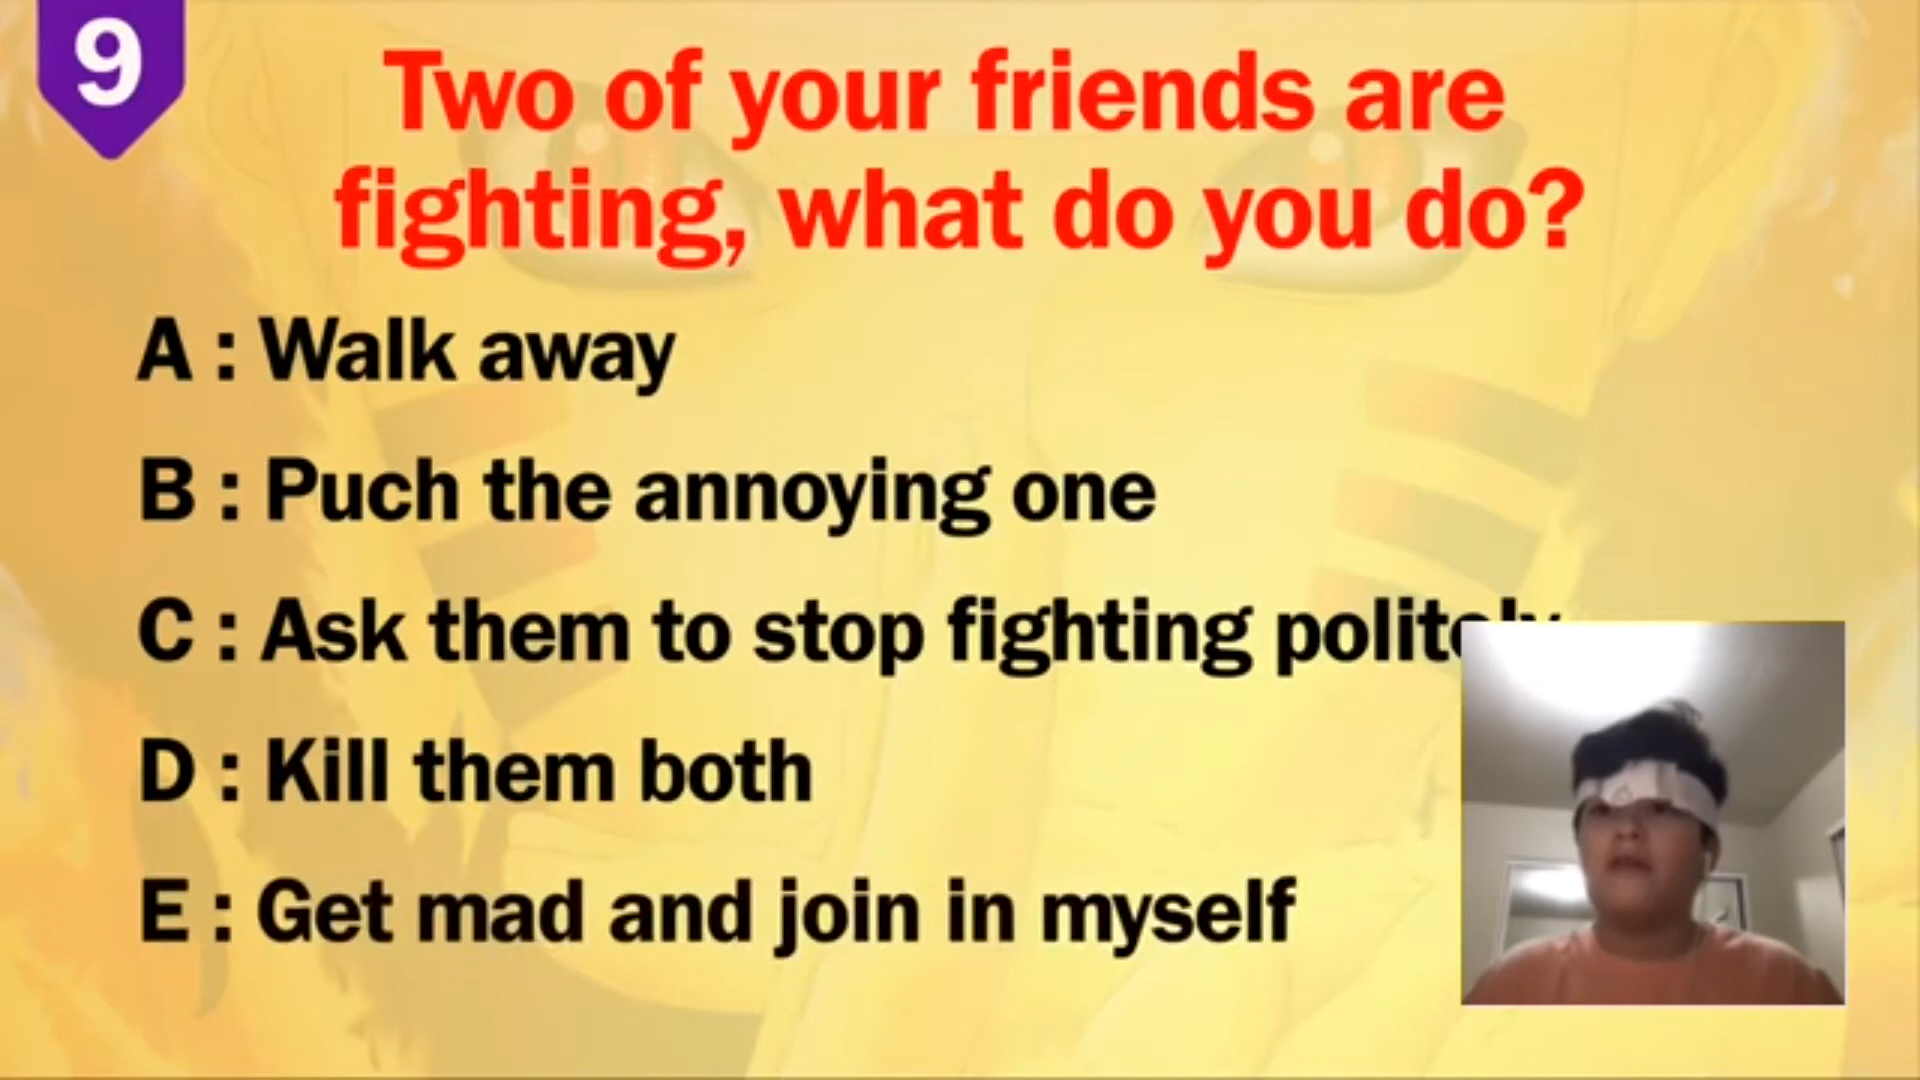 9
Two of your friends are
fighting, what do you do?
A : Walk away
B : Puch the annoying one
C : Ask them to stop fighting politely
D : Kill them both
E : Get mad and join in myself